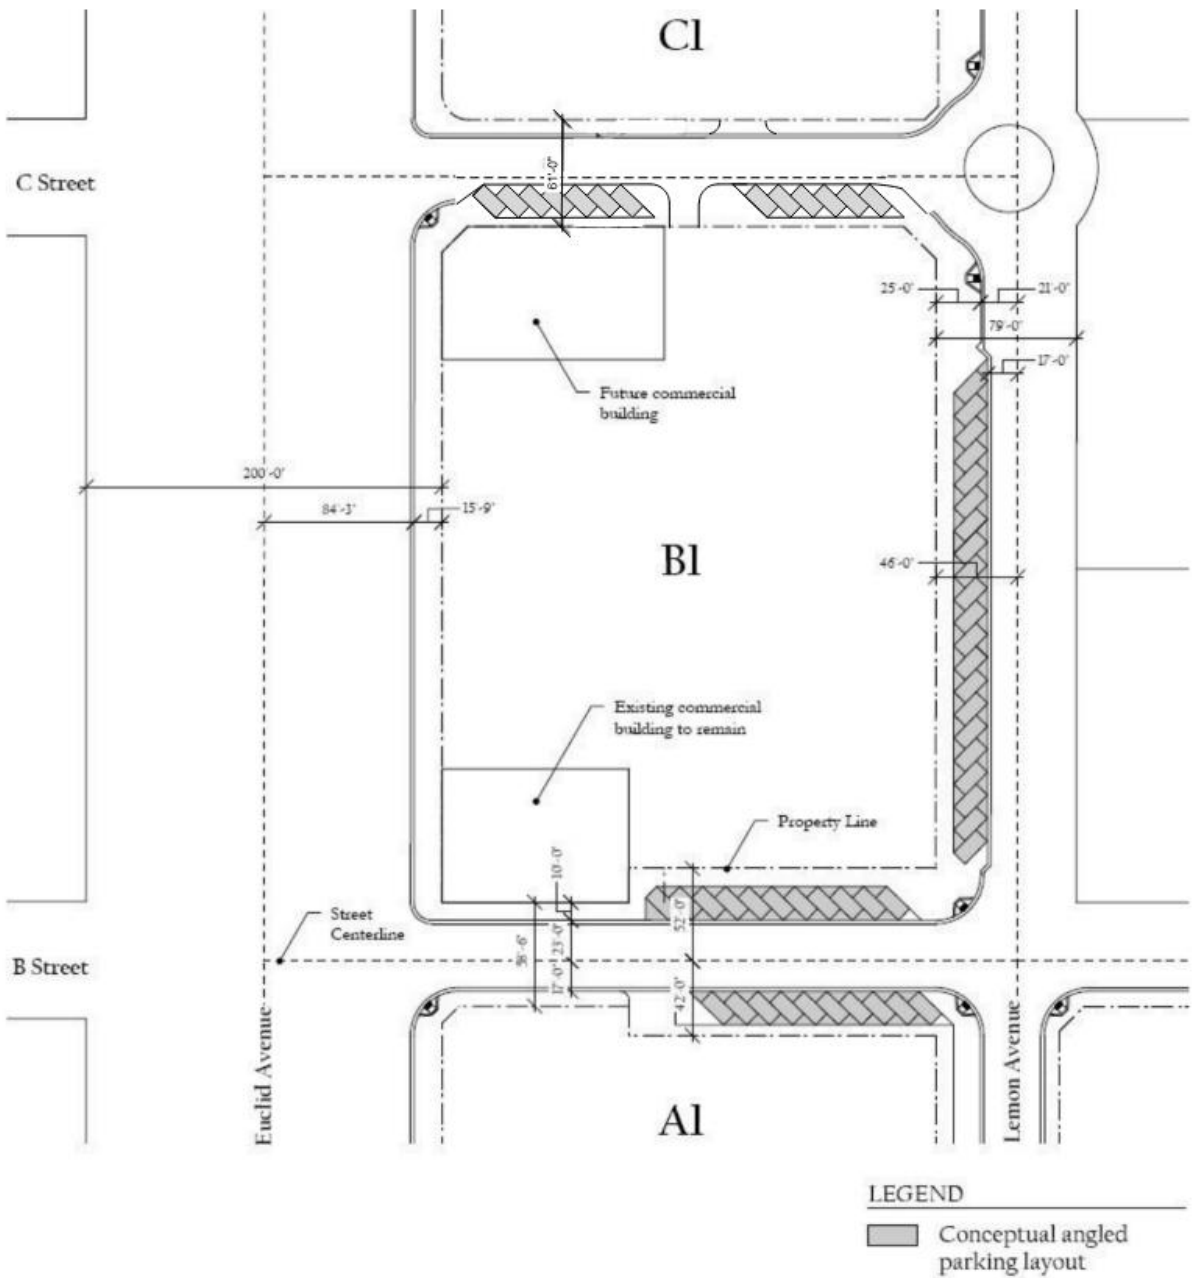 C1
C Street
61'-0"
25'-0"
21'-0"
79'-0"
17'-0"
Future commercial
building
200'-0"
84'-3"
15'-9"
B1
46'-0"
Existing commercial
building to remain
Property Line
10'-0"
Street
Centerline
58'-6"
23'-0"
52'-0"
B Street
17'-0"
42'-0"
Euclid Avenue
Lemon Avenue
A1
LEGEND
Conceptual angled
parking layout